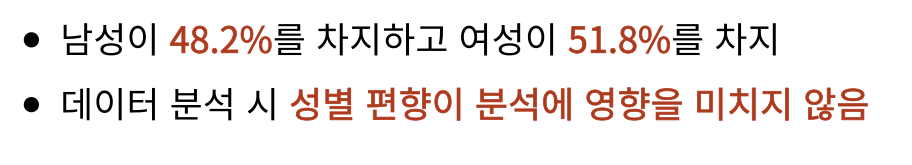 • 남성이 48.2%를 차지하고 여성이 51.8%를 차지
• 데이터 분석 시 성별 편향이 분석에 영향을 미치지 않음